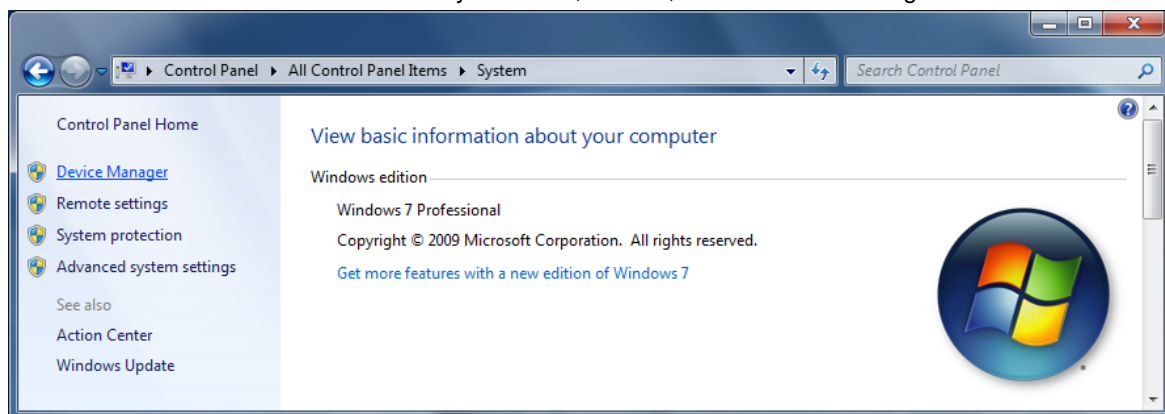 Control Panel ▸ All Control Panel Items ▸ System
Search Control Panel
Control Panel Home
Device Manager
Remote settings
System protection
Advanced system settings
See also
Action Center
Windows Update
View basic information about your computer
Windows edition
Windows 7 Professional
Copyright © 2009 Microsoft Corporation. All rights reserved.
Get more features with a new edition of Windows 7